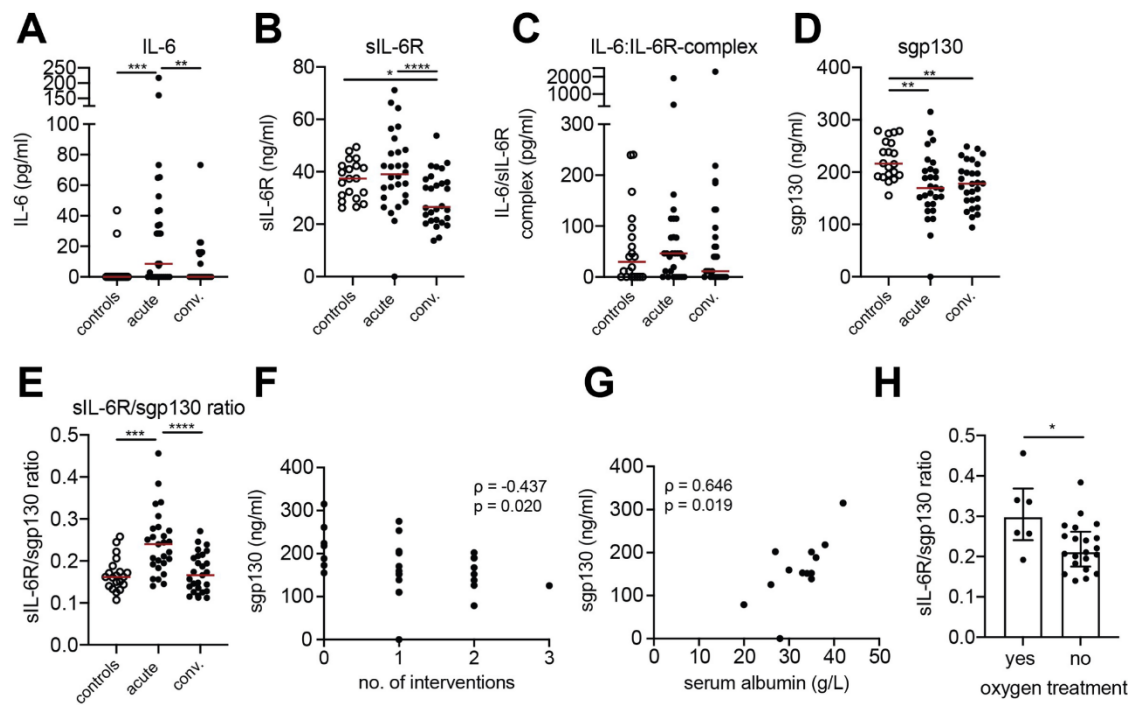 A
IL-6
***
**
250
200
150
100
100
80
60
40
20
0
IL-6 (pg/ml)
controls
acute
conv.
B
sIL-6R
****
*
80
60
40
20
0
sIL-6R (ng/ml)
controls
acute
conv.
C
IL-6:IL-6R-complex
2000
1000
300
200
100
0
IL-6/sIL-6R
complex (pg/ml)
controls
acute
conv.
D
sgp130
**
**
400
300
200
100
0
sgp130 (ng/ml)
controls
acute
conv.
E
sIL-6R/sgp130 ratio
***
****
0.5
0.4
0.3
0.2
0.1
0.0
sIL-6R/sgp130 ratio
controls
acute
conv.
F
400
300
200
100
0
sgp130 (ng/ml)
ρ = -0.437
p = 0.020
0 1 2 3
no. of interventions
G
400
300
200
100
0
sgp130 (ng/ml)
ρ = 0.646
p = 0.019
0 10 20 30 40 50
serum albumin (g/L)
H
*
0.5
0.4
0.3
0.2
0.1
0.0
sIL-6R/sgp130 ratio
yes no
oxygen treatment